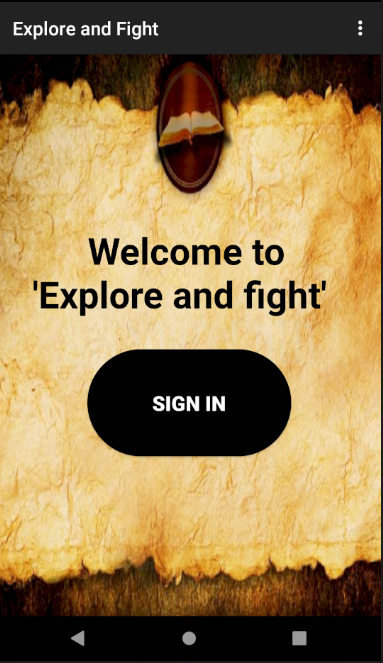 Explore and Fight
Welcome to
'Explore and fight'
SIGN IN